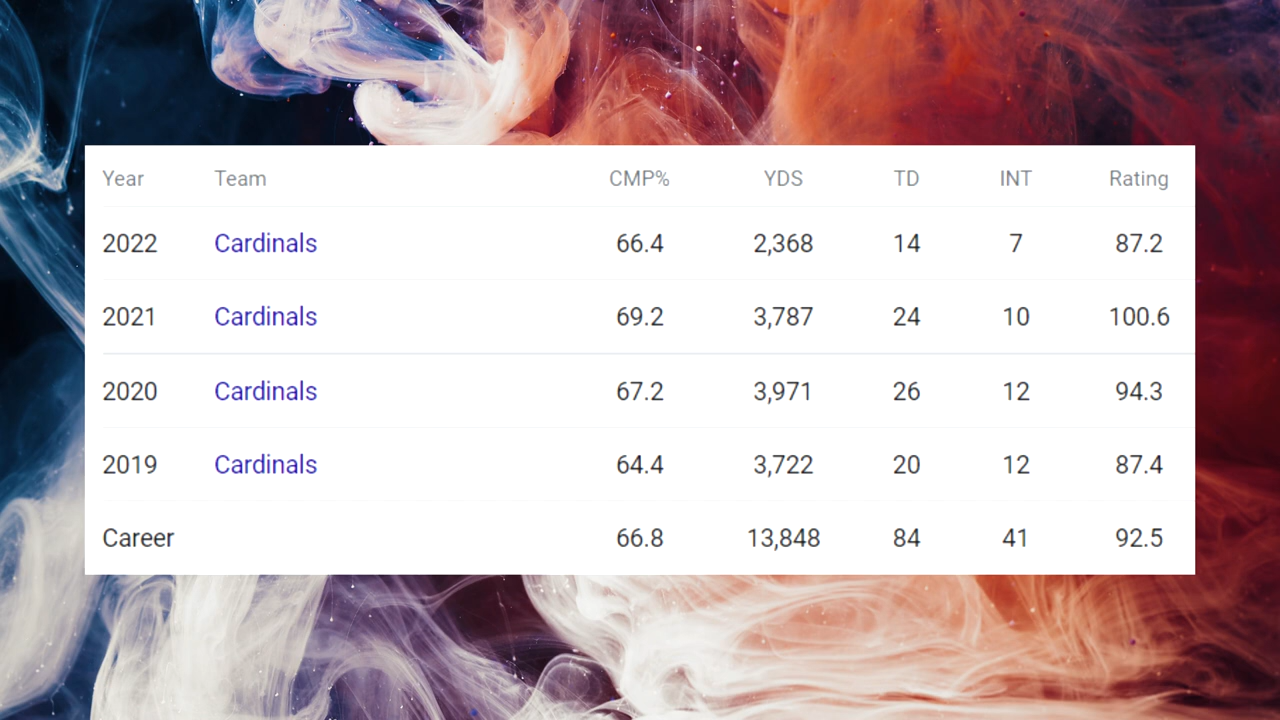 Year Team CMP% YDS TD INT Rating
2022 Cardinals 66.4 2,368 14 7 87.2
2021 Cardinals 69.2 3,787 24 10 100.6
2020 Cardinals 67.2 3,971 26 12 94.3
2019 Cardinals 64.4 3,722 20 12 87.4
Career 66.8 13,848 84 41 92.5